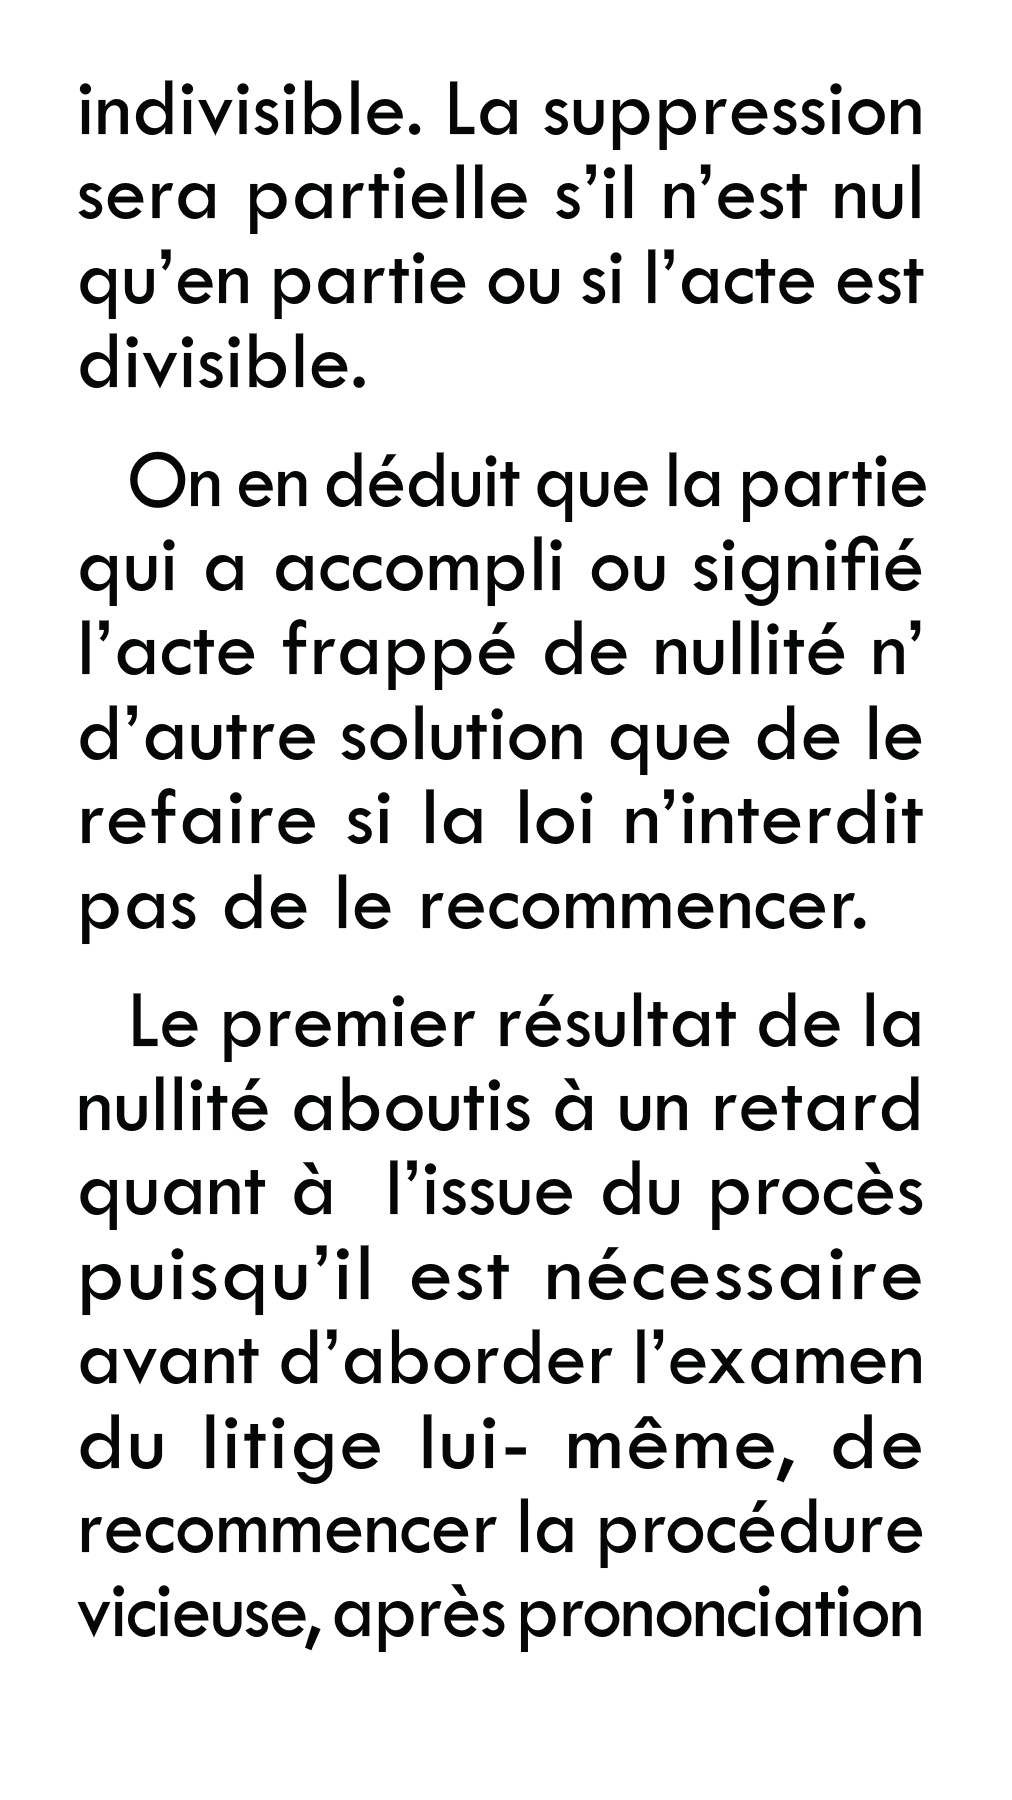 indivisible. La suppression
sera partielle s’il n’est nul
qu’en partie ou si l’acte est
divisible.
On en déduit que la partie
qui a accompli ou signifié
l’acte frappé de nullité n’
d’autre solution que de le
refaire si la loi n’interdit
pas de le recommencer.
Le premier résultat de la
nullité aboutis à un retard
quant à  l’issue du procès
puisqu’il est nécessaire
avant d’aborder l’examen
du litige lui- même, de
recommencer la procédure
vicieuse, après prononciation